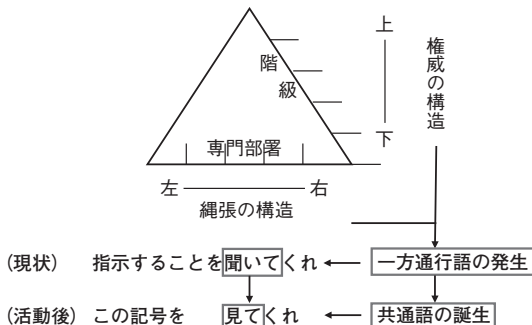 上
階級
権威の構造
専門部署
下
左 右
縄張の構造
(現状) 指示することを聞いてくれ 一方通行語の発生
(活動後) この記号を 見てくれ 共通語の誕生